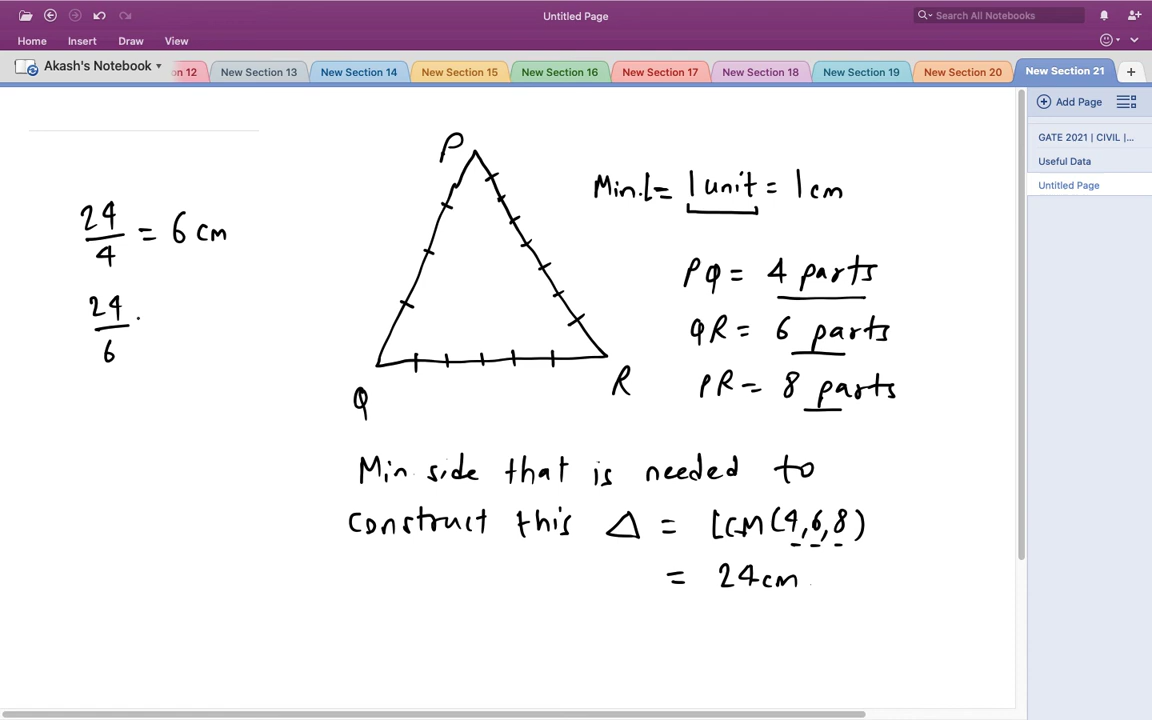 Untitled Page
Search All Notebooks
Home Insert Draw View
Akash's Notebook
on 12 New Section 13 New Section 14 New Section 15 New Section 16 New Section 17 New Section 18 New Section 19 New Section 20 New Section 21 +
Add Page
GATE 2021 | CIVIL |...
Useful Data
Untitled Page
24/4 = 6 cm
24/6
P
Q
R
Min.L = 1 unit = 1 cm
PQ = 4 parts
QR = 6 parts
PR = 8 parts
Min side that is needed to
construct this Δ = LCM(4,6,8)
= 24cm